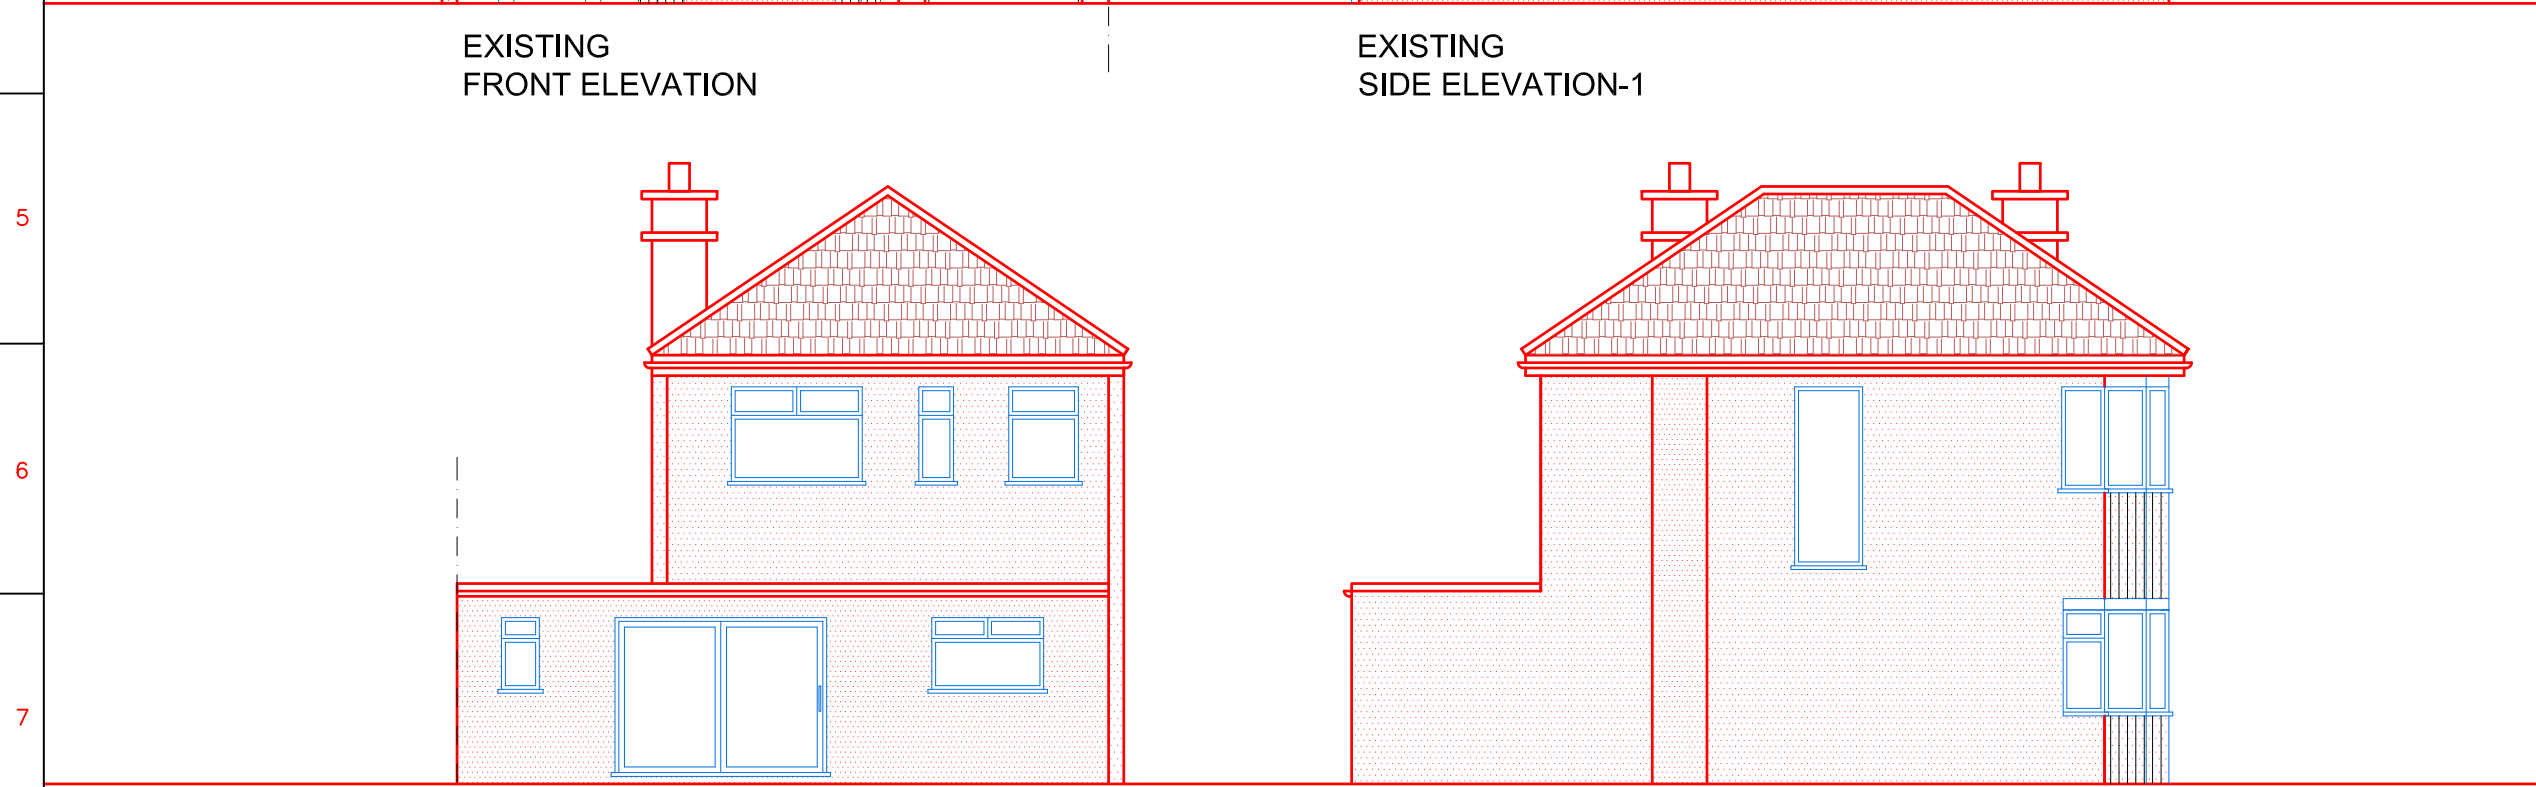 EXISTING
FRONT ELEVATION
EXISTING
SIDE ELEVATION-1
5
6
7